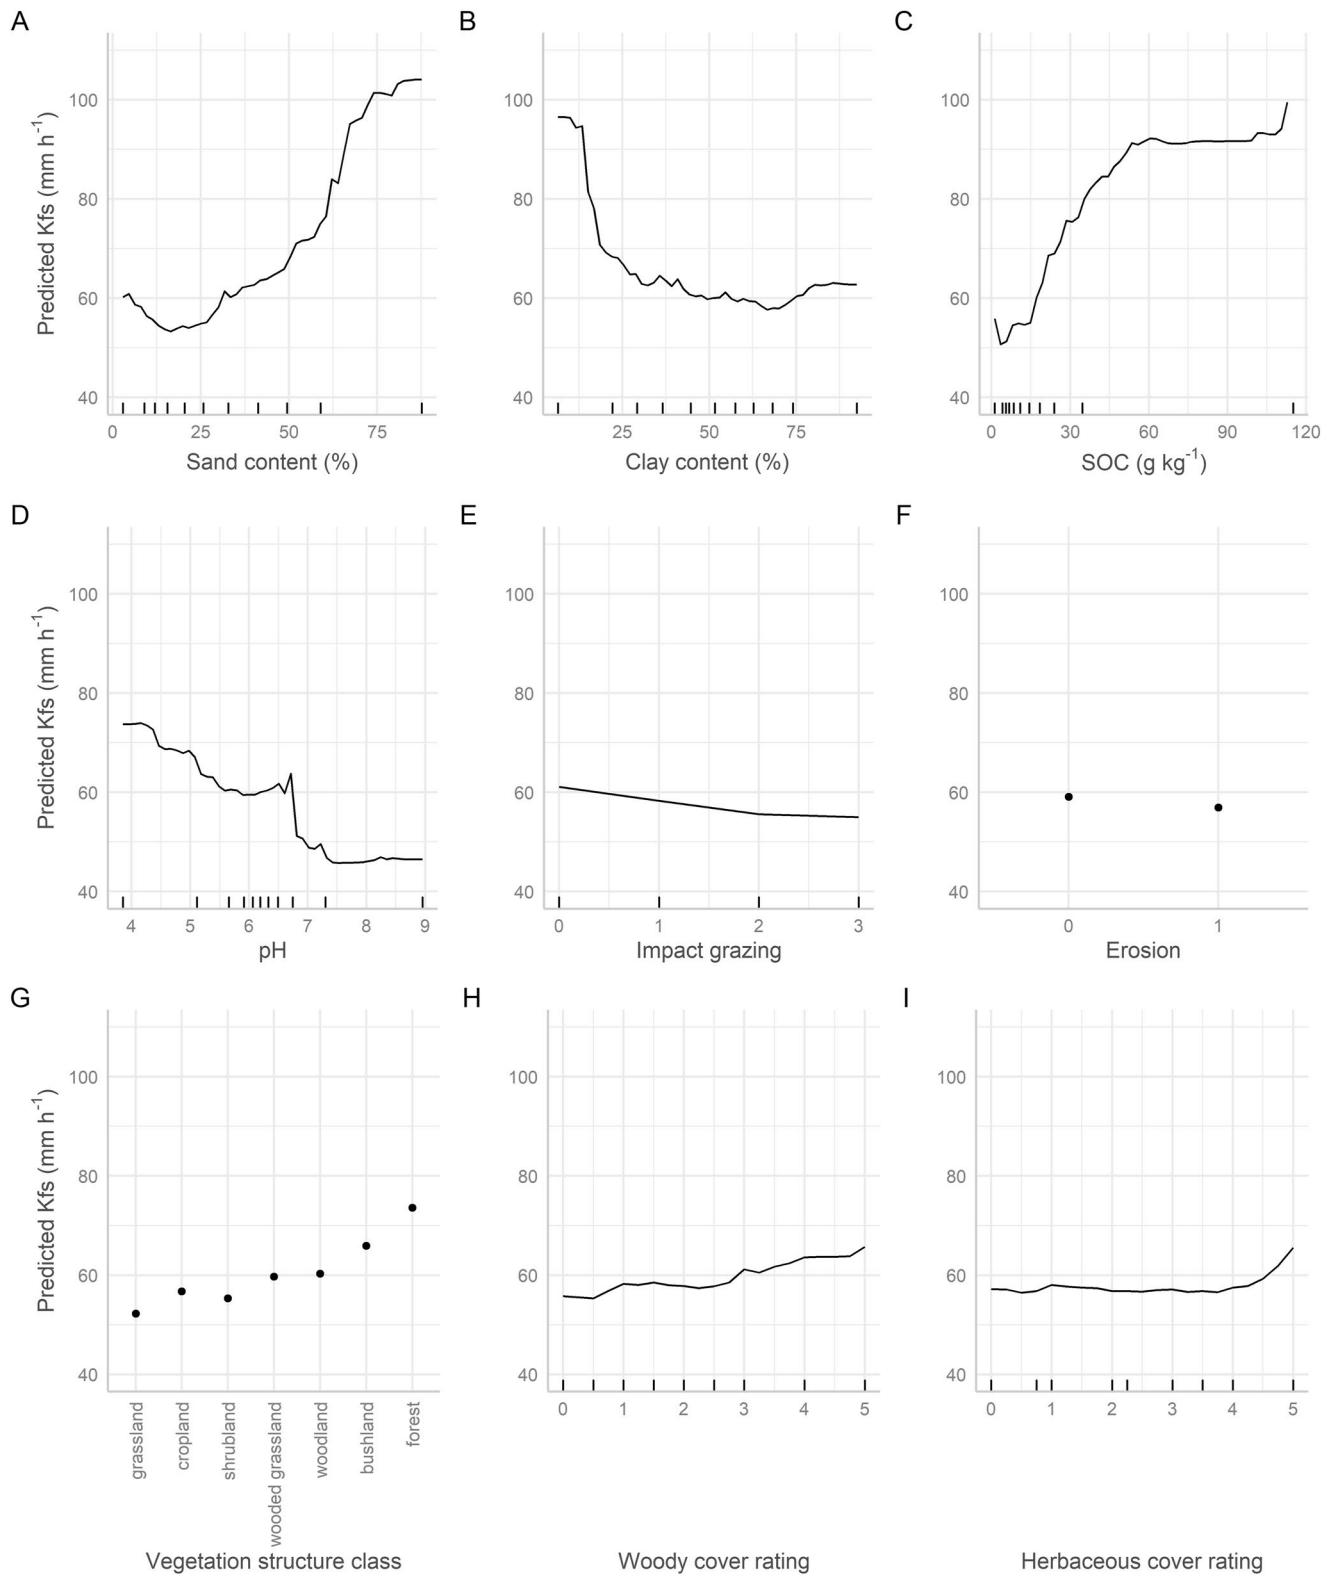 A
B
C
Predicted Kfs (mm h-1)
100
80
60
40
0
25
50
75
Sand content (%)
100
80
60
40
25
50
75
Clay content (%)
100
80
60
40
0
30
60
90
120
SOC (g kg-1)
D
E
F
Predicted Kfs (mm h-1)
100
80
60
40
4
5
6
7
8
9
pH
100
80
60
40
0
1
2
3
Impact grazing
100
80
60
40
0
1
Erosion
G
H
I
Predicted Kfs (mm h-1)
100
80
60
40
grassland
cropland
shrubland
wooded grassland
woodland
bushland
forest
Vegetation structure class
100
80
60
40
0
1
2
3
4
5
Woody cover rating
100
80
60
40
0
1
2
3
4
5
Herbaceous cover rating